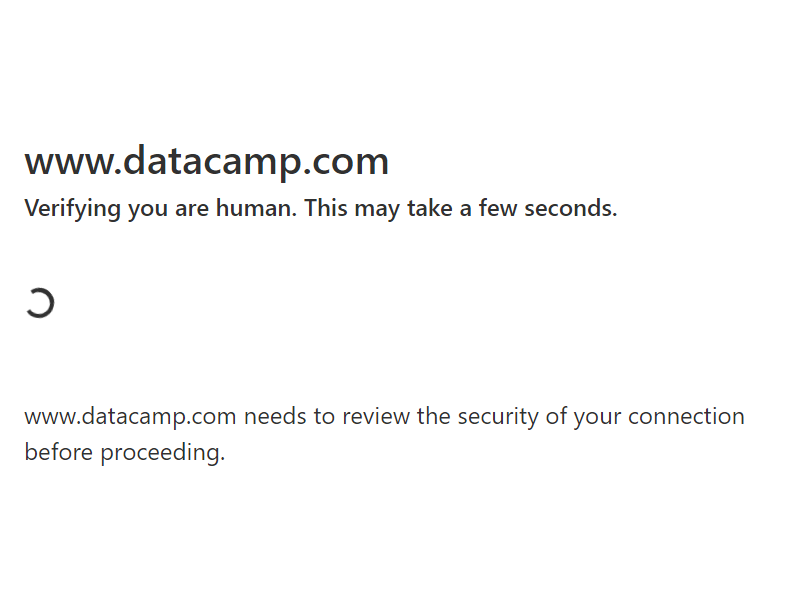 www.datacamp.com
Verifying you are human. This may take a few seconds.
www.datacamp.com needs to review the security of your connection
before proceeding.